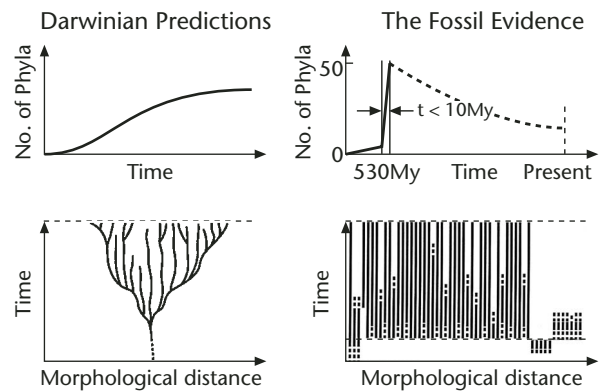 Darwinian Predictions
No. of Phyla
Time
The Fossil Evidence
No. of Phyla
50
0
t < 10My
530My
Time
Present
Time
Morphological distance
Time
Morphological distance